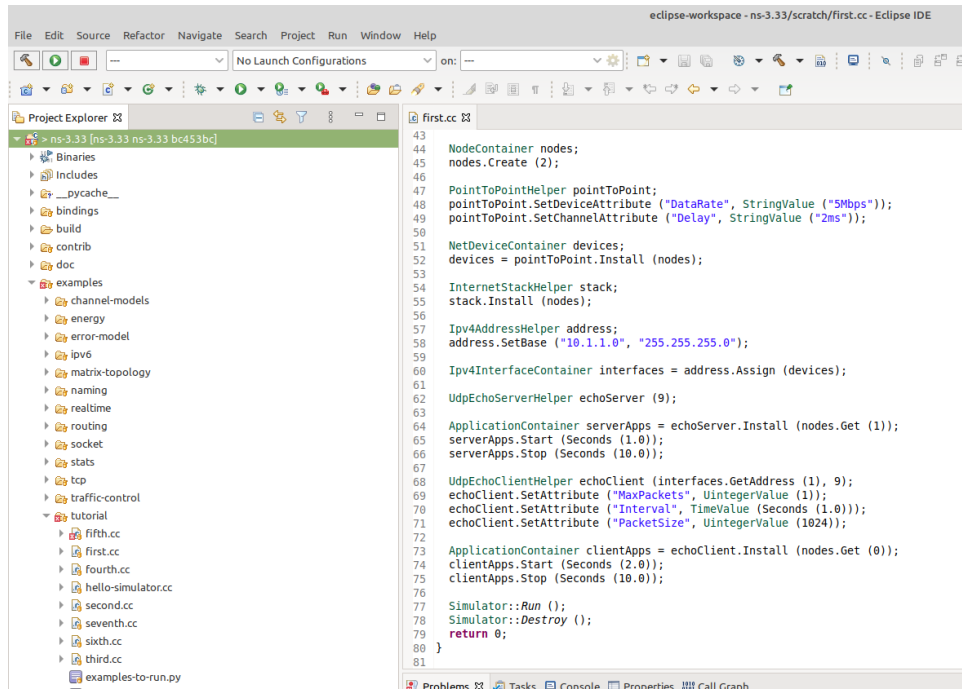 eclipse-workspace - ns-3.33/scratch/first.cc - Eclipse IDE
File Edit Source Refactor Navigate Search Project Run Window Help
--- No Launch Configurations on: ---
Project Explorer
> ns-3.33 [ns-3.33 ns-3.33 bc453bc]
Binaries
Includes
__pycache__
bindings
build
contrib
doc
examples
channel-models
energy
error-model
ipv6
matrix-topology
naming
realtime
routing
socket
stats
tcp
traffic-control
tutorial
fifth.cc
first.cc
fourth.cc
hello-simulator.cc
second.cc
seventh.cc
sixth.cc
third.cc
examples-to-run.py
first.cc
43
44 NodeContainer nodes;
45 nodes.Create (2);
46
47 PointToPointHelper pointToPoint;
48 pointToPoint.SetDeviceAttribute ("DataRate", StringValue ("5Mbps"));
49 pointToPoint.SetChannelAttribute ("Delay", StringValue ("2ms"));
50
51 NetDeviceContainer devices;
52 devices = pointToPoint.Install (nodes);
53
54 InternetStackHelper stack;
55 stack.Install (nodes);
56
57 Ipv4AddressHelper address;
58 address.SetBase ("10.1.1.0", "255.255.255.0");
59
60 Ipv4InterfaceContainer interfaces = address.Assign (devices);
61
62 UdpEchoServerHelper echoServer (9);
63
64 ApplicationContainer serverApps = echoServer.Install (nodes.Get (1));
65 serverApps.Start (Seconds (1.0));
66 serverApps.Stop (Seconds (10.0));
67
68 UdpEchoClientHelper echoClient (interfaces.GetAddress (1), 9);
69 echoClient.SetAttribute ("MaxPackets", UintegerValue (1));
70 echoClient.SetAttribute ("Interval", TimeValue (Seconds (1.0)));
71 echoClient.SetAttribute ("PacketSize", UintegerValue (1024));
72
73 ApplicationContainer clientApps = echoClient.Install (nodes.Get (0));
74 clientApps.Start (Seconds (2.0));
75 clientApps.Stop (Seconds (10.0));
76
77 Simulator::Run ();
78 Simulator::Destroy ();
79 return 0;
80 }
81
Problems Tasks Console Properties Call Graph